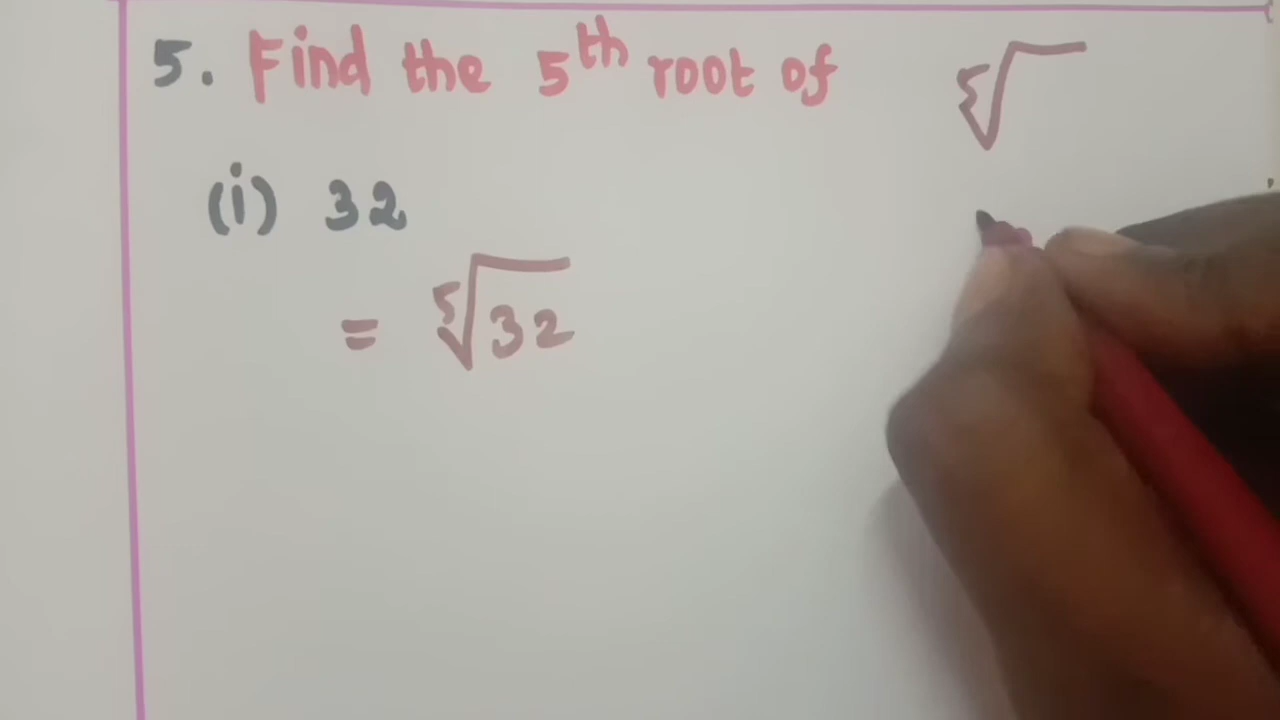 5. Find the 5th root of ⁵√
(i) 32
= ⁵√32